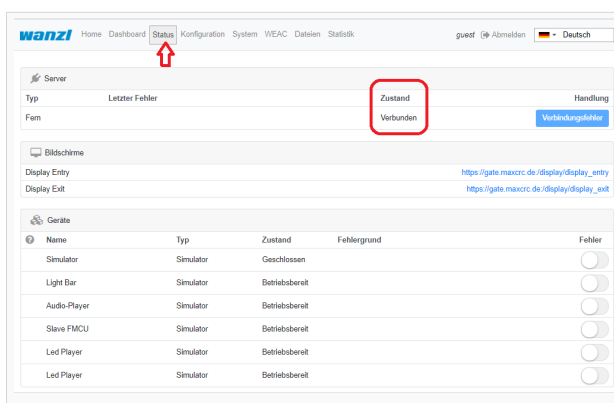 wanzl Home Dashboard Status Konfiguration System WEAC Dateien Statistik guest Abmelden Deutsch
Server
Typ Letzter Fehler Zustand Handlung
Fern Verbunden Verbindungsfehler
Bildschirme
Display Entry https://gate.maxcrc.de:/display/display_entry
Display Exit https://gate.maxcrc.de:/display/display_exit
Geräte
? Name Typ Zustand Fehlergrund Fehler
Simulator Simulator Geschlossen
Light Bar Simulator Betriebsbereit
Audio-Player Simulator Betriebsbereit
Slave FMCU Simulator Betriebsbereit
Led Player Simulator Betriebsbereit
Led Player Simulator Betriebsbereit